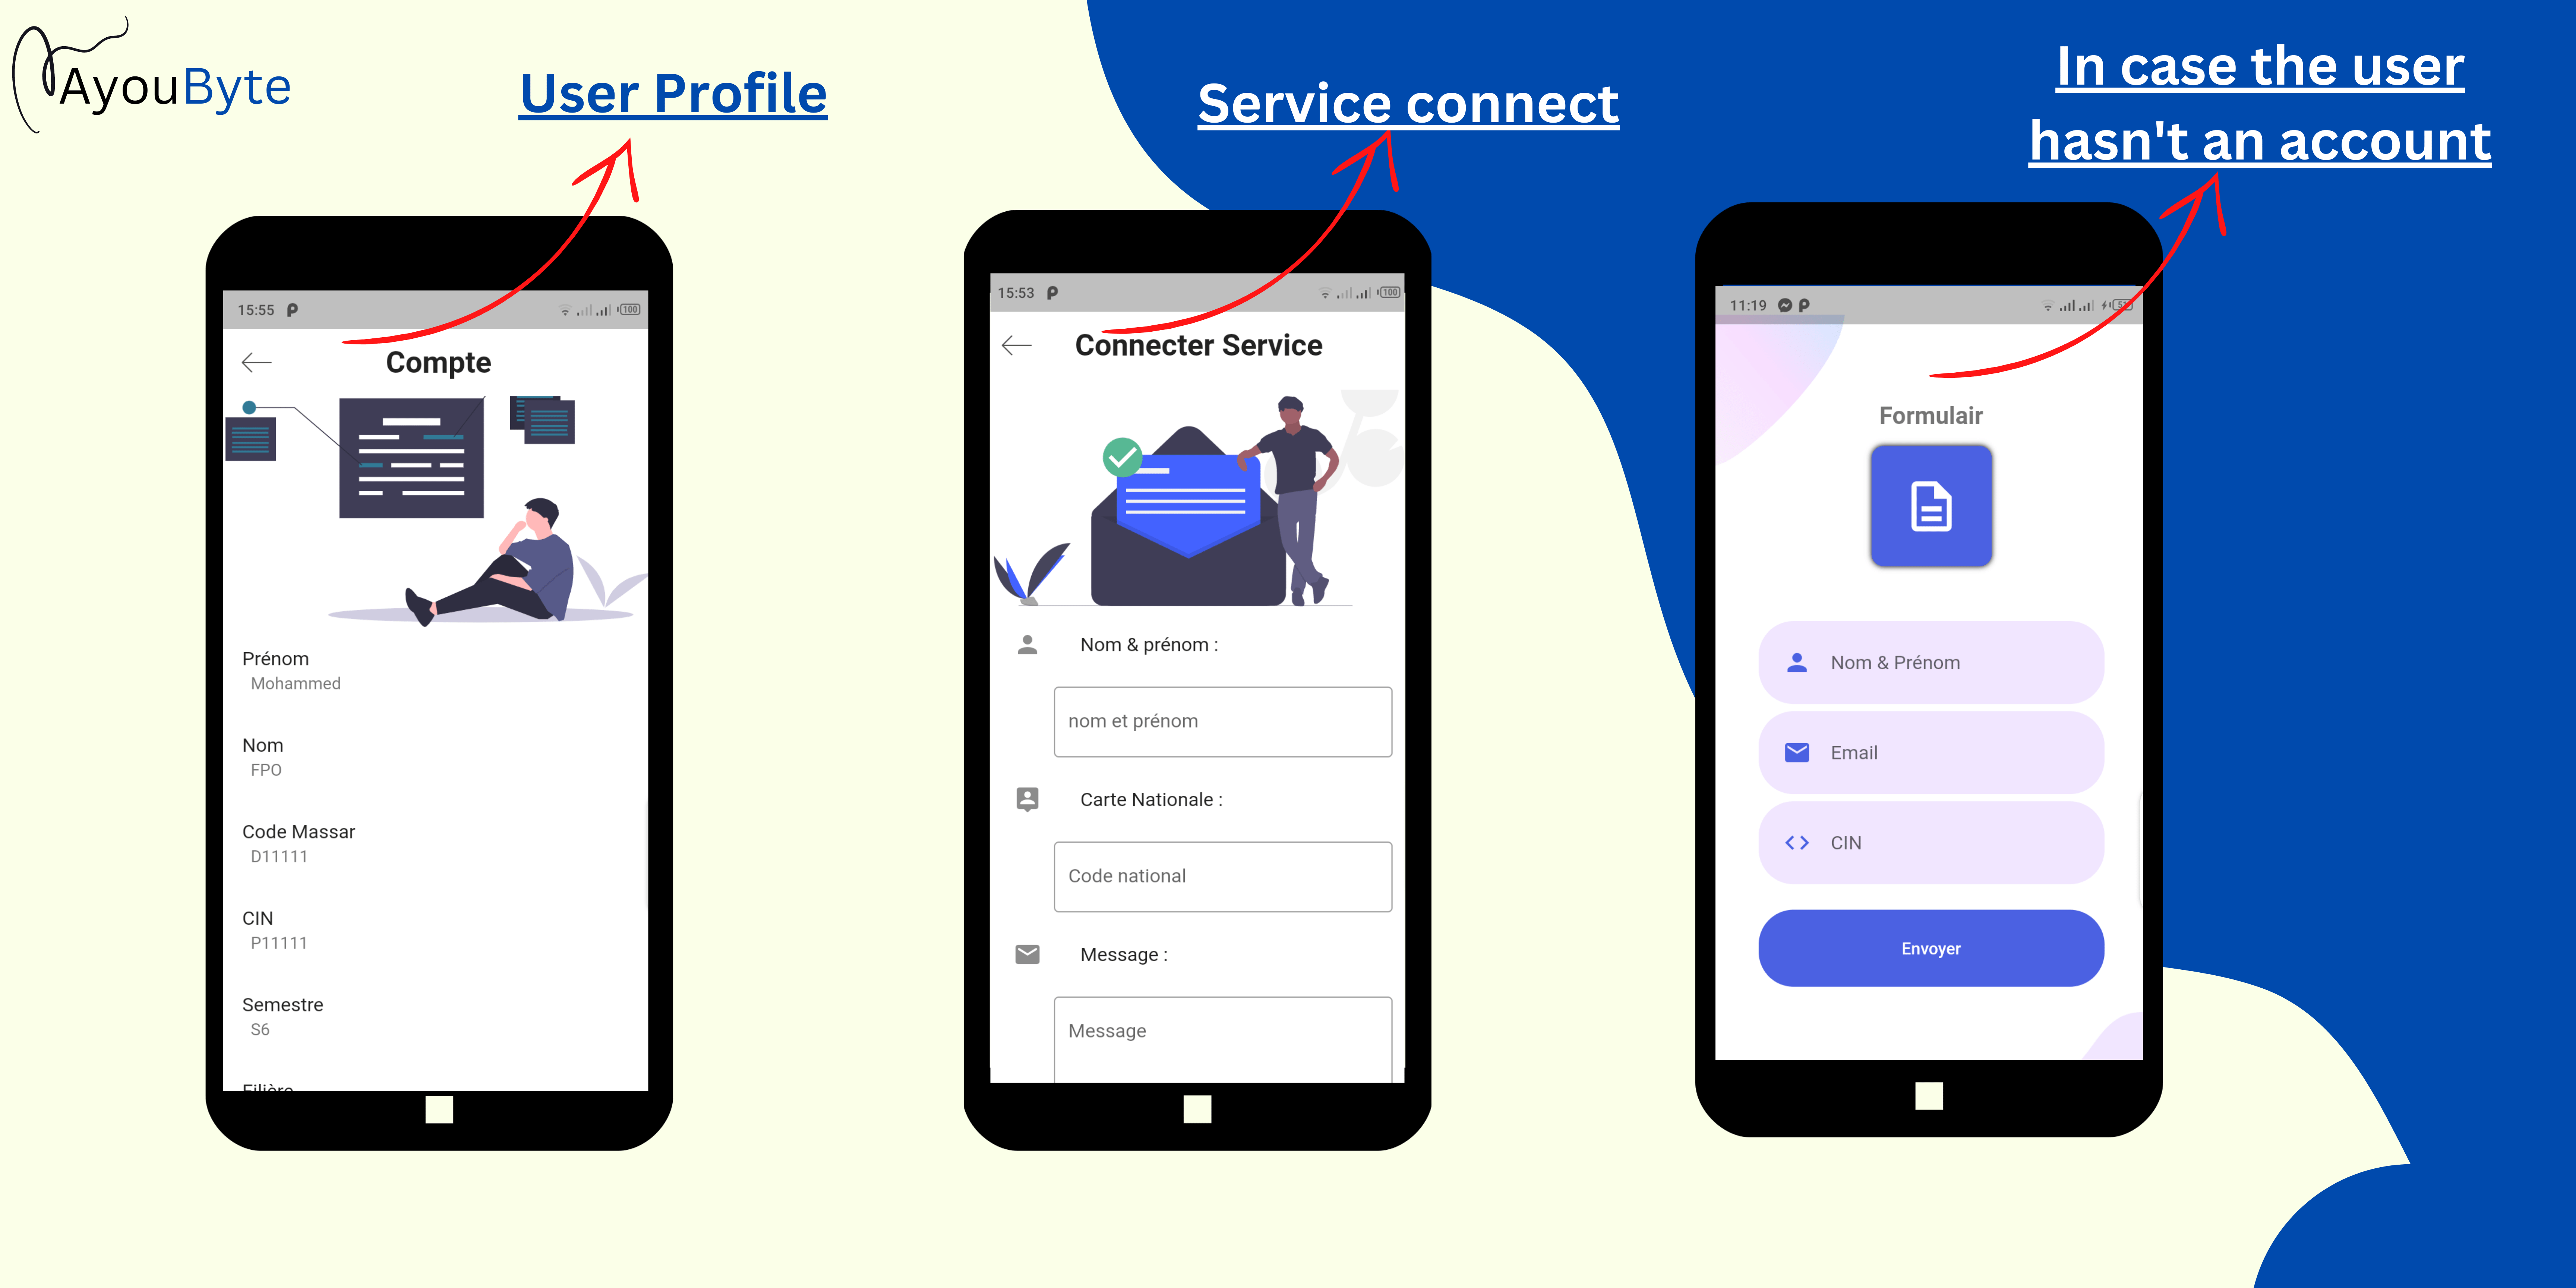 AyouByte
User Profile
Service connect
In case the user
hasn't an account
15:55
100
Compte
Prénom
Mohammed
Nom
FPO
Code Massar
D11111
CIN
P11111
Semestre
S6
Filière
15:53
100
Connecter Service
Nom & prénom :
nom et prénom
Carte Nationale :
Code national
Message :
Message
11:19
Formulair
Nom & Prénom
Email
CIN
Envoyer